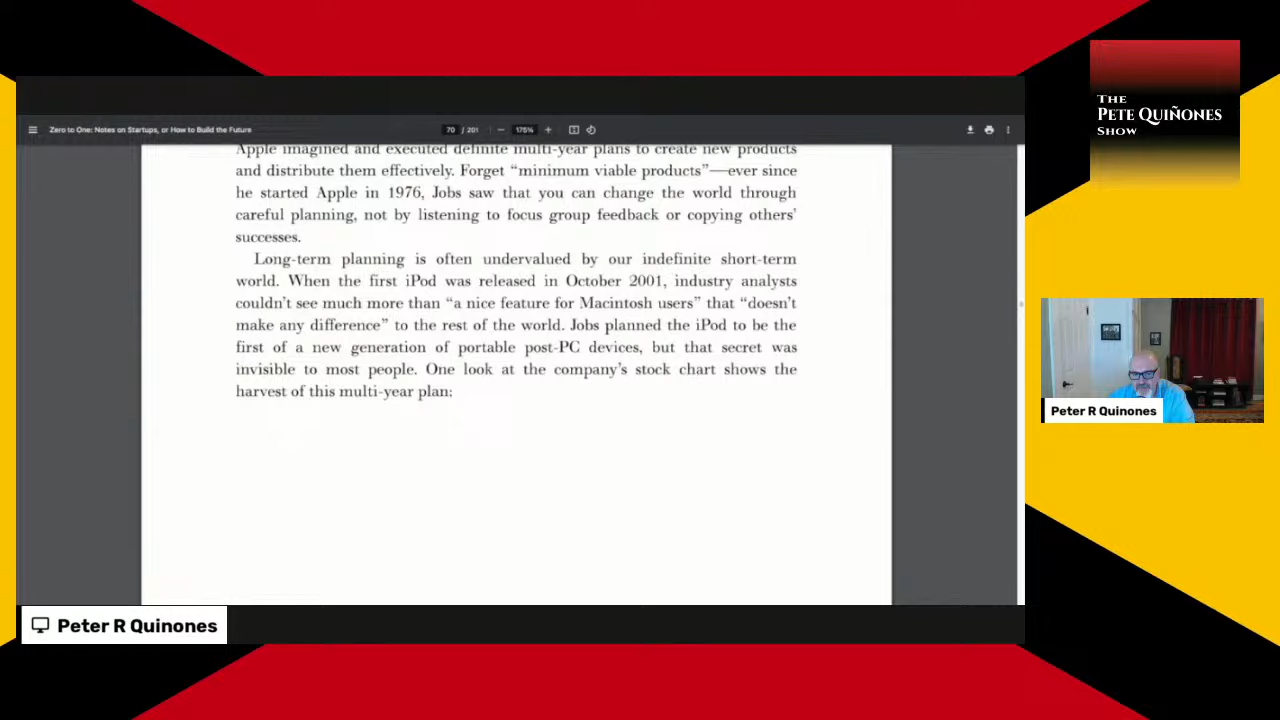 THE
PETE QUIÑONES
SHOW
Zero to One: Notes on Startups, or How to Build the Future
70 / 201
175%
Apple imagined and executed definite multi-year plans to create new products
and distribute them effectively. Forget “minimum viable products”—ever since
he started Apple in 1976, Jobs saw that you can change the world through
careful planning, not by listening to focus group feedback or copying others’
successes.
Long-term planning is often undervalued by our indefinite short-term
world. When the first iPod was released in October 2001, industry analysts
couldn’t see much more than “a nice feature for Macintosh users” that “doesn’t
make any difference” to the rest of the world. Jobs planned the iPod to be the
first of a new generation of portable post-PC devices, but that secret was
invisible to most people. One look at the company’s stock chart shows the
harvest of this multi-year plan:
Peter R Quinones
Peter R Quinones